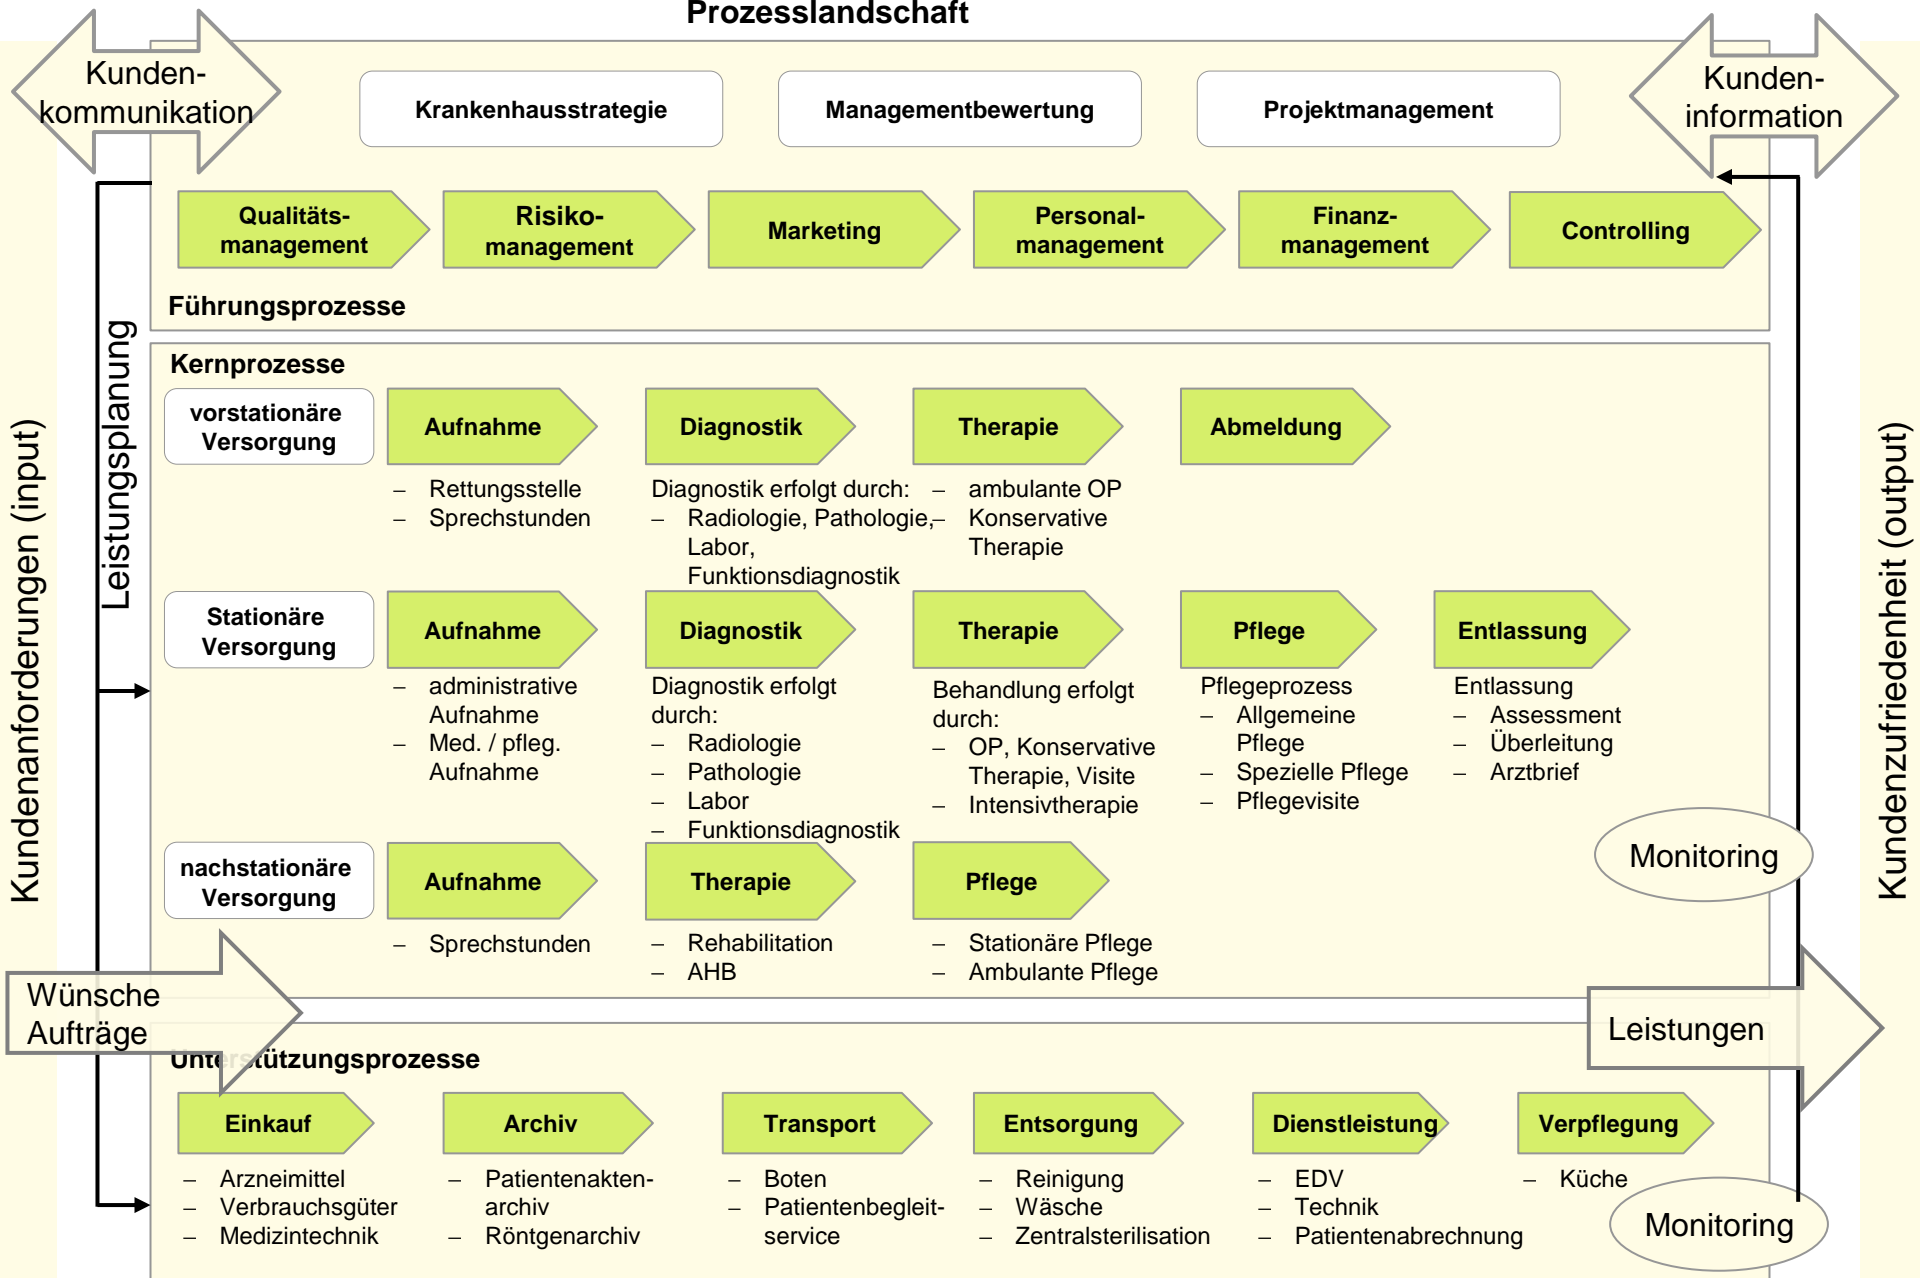 Prozesslandschaft
Kunden-
kommunikation
Krankenhausstrategie
Managementbewertung
Projektmanagement
Kunden-
information
Qualitäts-
management
Risiko-
management
Marketing
Personal-
management
Finanz-
management
Controlling
Führungsprozesse
Kundenanforderungen (input)
Leistungsplanung
Kundenzufriedenheit (output)
Kernprozesse
vorstationäre
Versorgung
Aufnahme
– Rettungsstelle
– Sprechstunden
Diagnostik
Diagnostik erfolgt durch:
– Radiologie, Pathologie,
Labor,
Funktionsdiagnostik
Therapie
– ambulante OP
– Konservative
Therapie
Abmeldung
Stationäre
Versorgung
Aufnahme
– administrative
Aufnahme
– Med. / pfleg.
Aufnahme
Diagnostik
Diagnostik erfolgt
durch:
– Radiologie
– Pathologie
– Labor
– Funktionsdiagnostik
Therapie
Behandlung erfolgt
durch:
– OP, Konservative
Therapie, Visite
– Intensivtherapie
Pflege
Pflegeprozess
– Allgemeine
Pflege
– Spezielle Pflege
– Pflegevisite
Entlassung
Entlassung
– Assessment
– Überleitung
– Arztbrief
nachstationäre
Versorgung
Aufnahme
– Sprechstunden
Therapie
– Rehabilitation
– AHB
Pflege
– Stationäre Pflege
– Ambulante Pflege
Monitoring
Wünsche
Aufträge
Leistungen
Unterstützungsprozesse
Einkauf
– Arzneimittel
– Verbrauchsgüter
– Medizintechnik
Archiv
– Patientenakten-
archiv
– Röntgenarchiv
Transport
– Boten
– Patientenbegleit-
service
Entsorgung
– Reinigung
– Wäsche
– Zentralsterilisation
Dienstleistung
– EDV
– Technik
– Patientenabrechnung
Verpflegung
– Küche
Monitoring